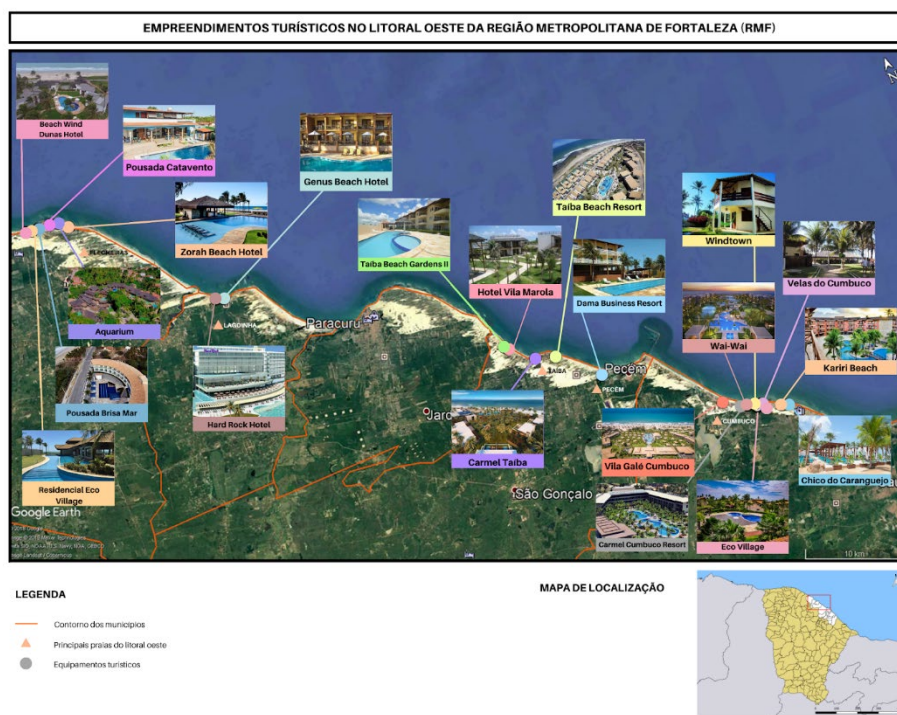 EMPREENDIMENTOS TURÍSTICOS NO LITORAL OESTE DA REGIÃO METROPOLITANA DE FORTALEZA (RMF)
N
Beach Wind
Dunas Hotel
Pousada Catavento
Genus Beach Hotel
Taíba Beach Resort
Windtown
Zorah Beach Hotel
Taíba Beach Gardens II
Hotel Vila Marola
Dama Business Resort
Velas do Cumbuco
FLECHEIRAS
Aquarium
LAGOINHA
Paracuru
Wai-Wai
Kariri Beach
Pousada Brisa Mar
Hard Rock Hotel
TAÍBA
Pecém
PECÉM
CUMBUCO
Carmel Taíba
Vila Galé Cumbuco
Chico do Caranguejo
Residencial Eco
Village
São Gonçalo
Carmel Cumbuco Resort
Eco Village
Google Earth
10 km
LEGENDA
Contorno dos municípios
Principais praias do litoral oeste
Equipamentos turísticos
MAPA DE LOCALIZAÇÃO